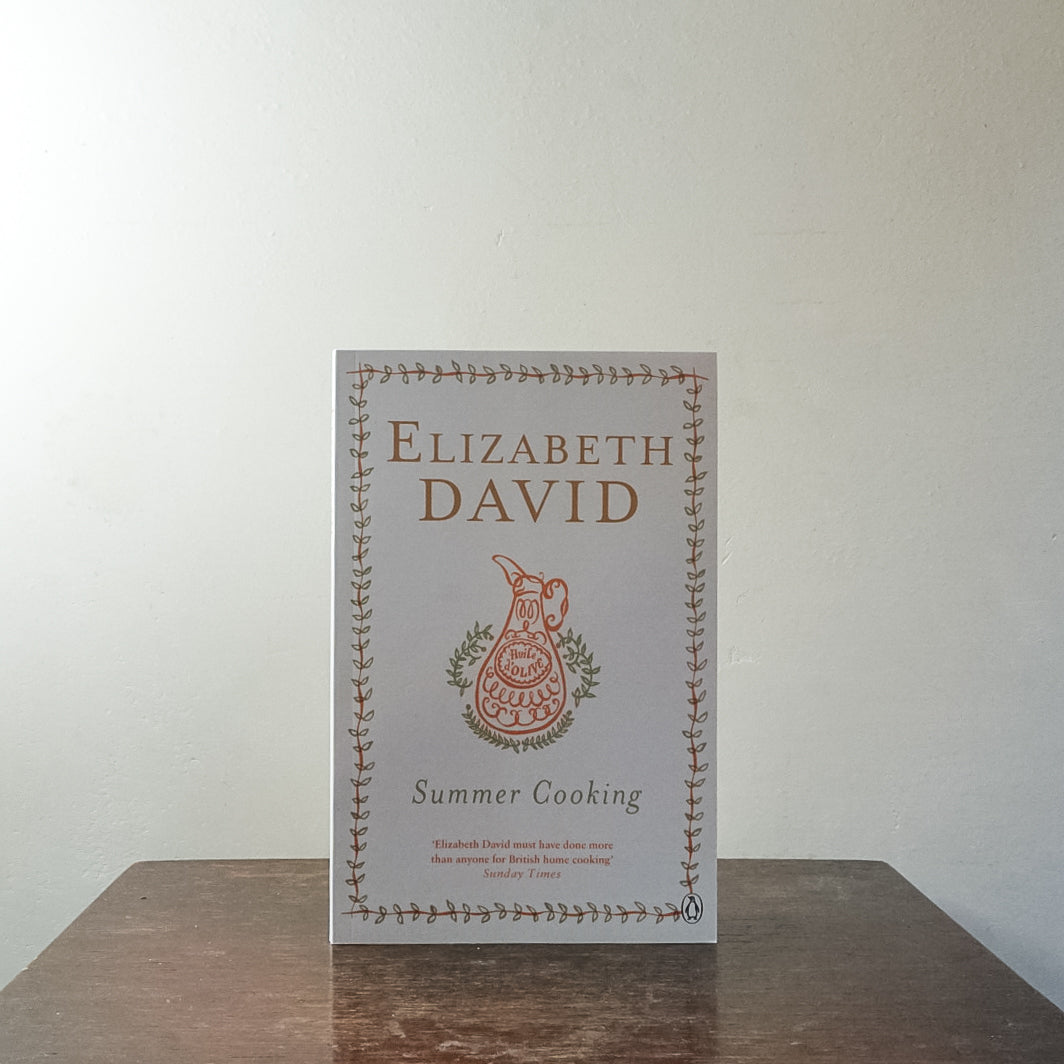 ELIZABETH
DAVID
Huile
d'OLIVE
Summer Cooking
'Elizabeth David must have done more
than anyone for British home cooking'
Sunday Times